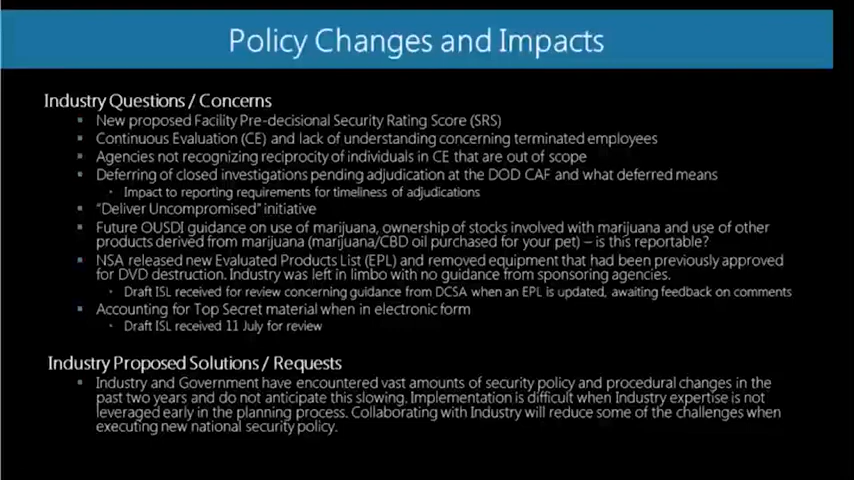 Policy Changes and Impacts
Industry Questions / Concerns
▪ New proposed Facility Pre-decisional Security Rating Score (SRS)
▪ Continuous Evaluation (CE) and lack of understanding concerning terminated employees
▪ Agencies not recognizing reciprocity of individuals in CE that are out of scope
▪ Deferring of closed investigations pending adjudication at the DOD CAF and what deferred means
• Impact to reporting requirements for timeliness of adjudications
▪ "Deliver Uncompromised" initiative
▪ Future OUSDI guidance on use of marijuana, ownership of stocks involved with marijuana and use of other
products derived from marijuana (marijuana/CBD oil purchased for your pet) – is this reportable?
▪ NSA released new Evaluated Products List (EPL) and removed equipment that had been previously approved
for DVD destruction. Industry was left in limbo with no guidance from sponsoring agencies.
• Draft ISL received for review concerning guidance from DCSA when an EPL is updated, awaiting feedback on comments
▪ Accounting for Top Secret material when in electronic form
• Draft ISL received 11 July for review
Industry Proposed Solutions / Requests
▪ Industry and Government have encountered vast amounts of security policy and procedural changes in the
past two years and do not anticipate this slowing. Implementation is difficult when Industry expertise is not
leveraged early in the planning process. Collaborating with Industry will reduce some of the challenges when
executing new national security policy.